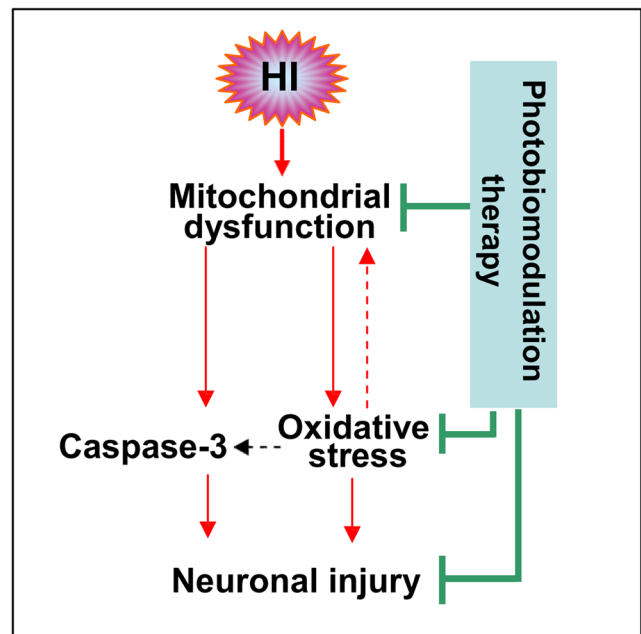 HI
Mitochondrial
dysfunction
Photobiomodulation
therapy
Caspase-3
Oxidative
stress
Neuronal injury